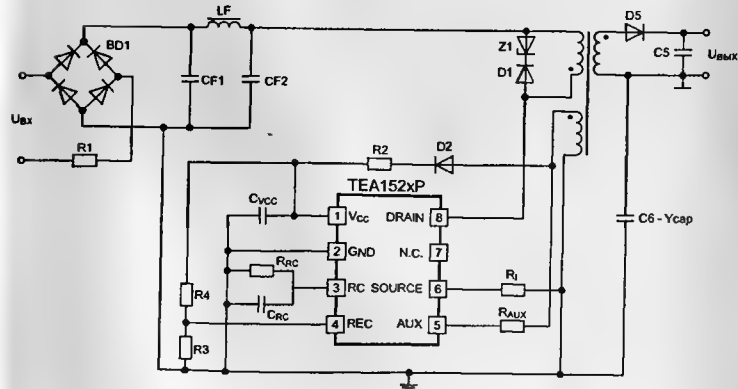 LF
D5
BD1
Z1
C5
Uвых
CF1
CF2
D1
Uвх
R1
R2
D2
TEA152xP
CVCC
1
VCC
DRAIN
8
C6 - Ycap
2
GND
N.C.
7
RRC
R4
3
RC
SOURCE
6
RI
CRC
RAUX
4
REC
AUX
5
R3